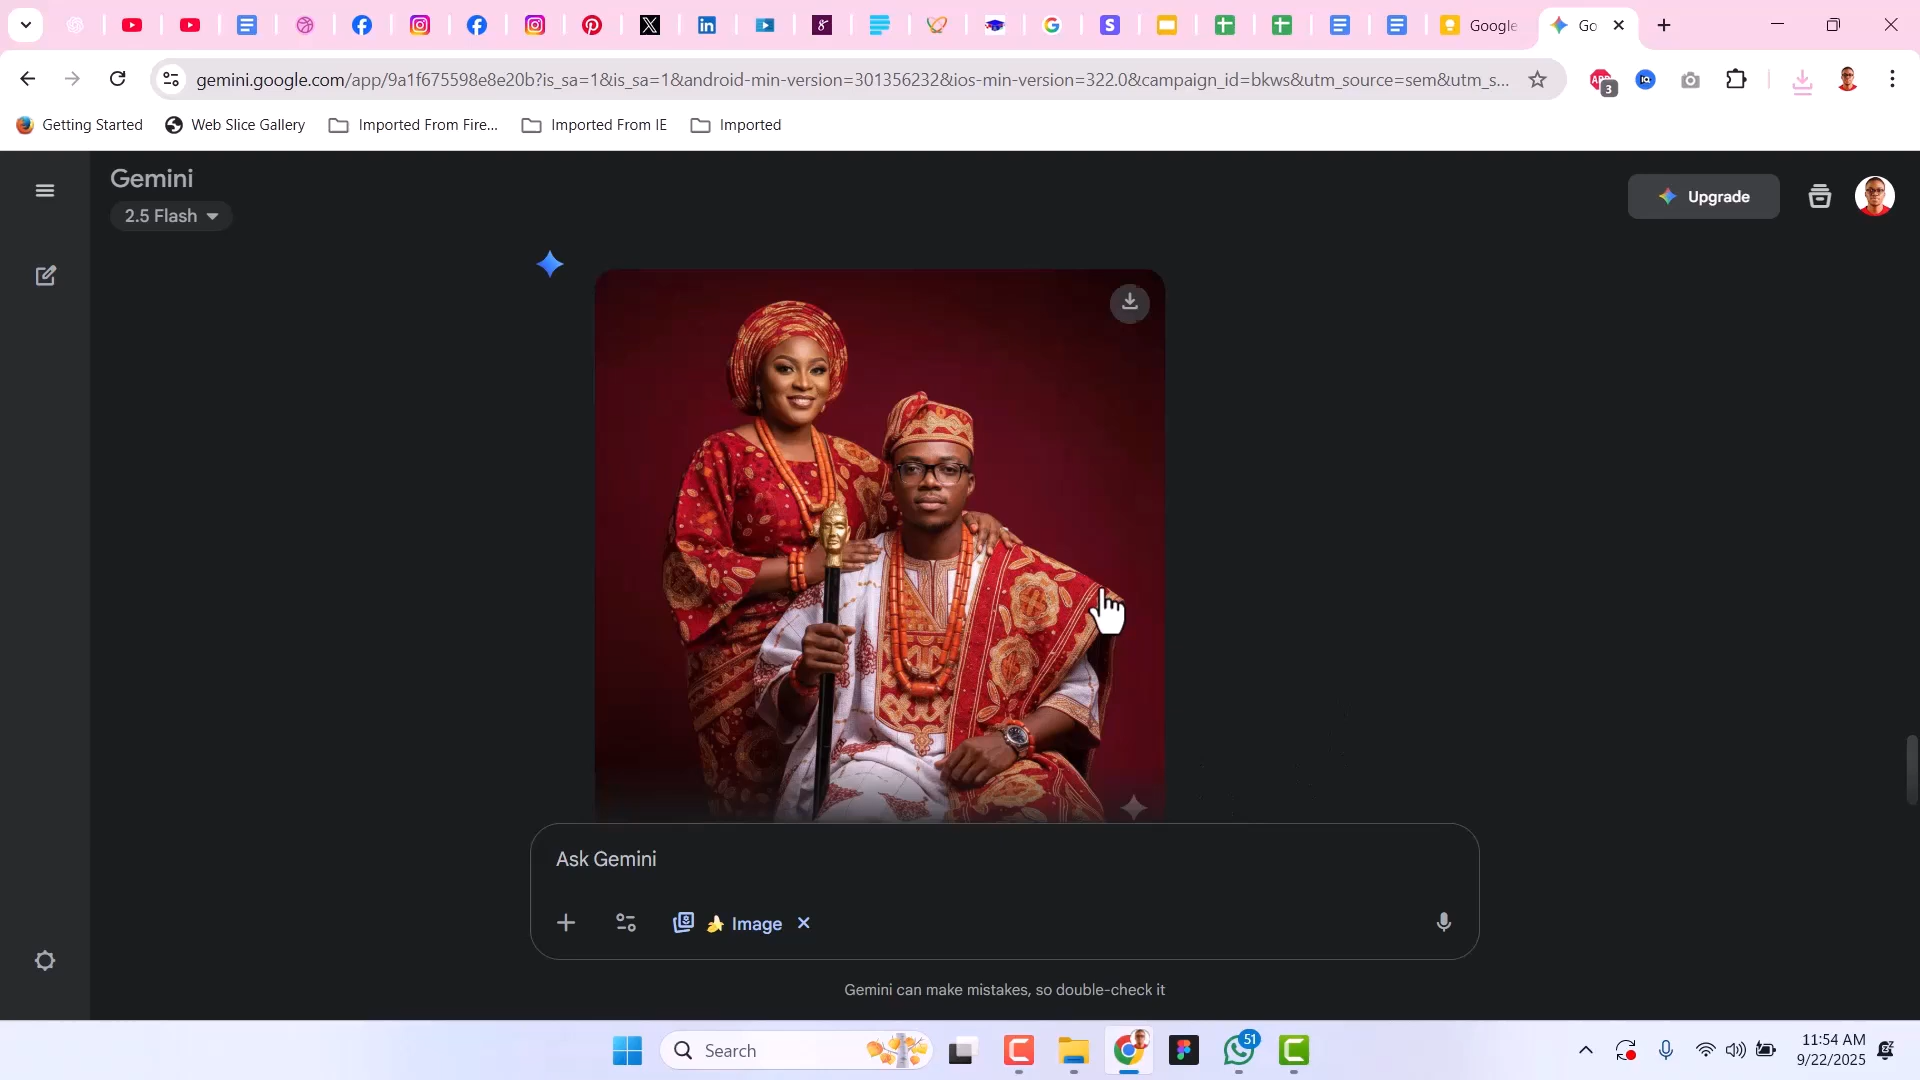 Google
Go
gemini.google.com/app/9a1f675598e8e20b?is_sa=1&is_sa=1&android-min-version=301356232&ios-min-version=322.0&campaign_id=bkws&utm_source=sem&utm_s...
3
Getting Started
Web Slice Gallery
Imported From Fire...
Imported From IE
Imported
Gemini
2.5 Flash
Upgrade
Ask Gemini
Image
Gemini can make mistakes, so double-check it
Search
51
11:54 AM
9/22/2025